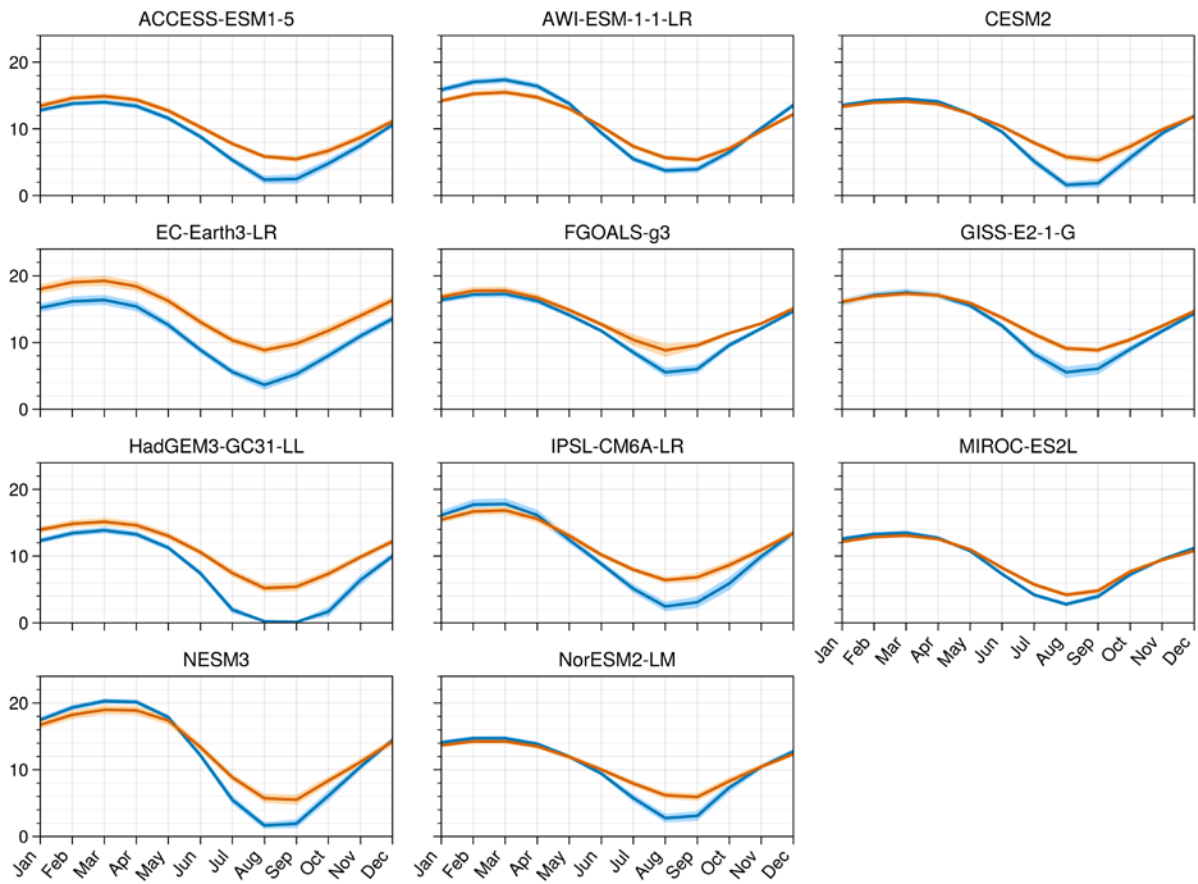 ACCESS-ESM1-5 AWI-ESM-1-1-LR CESM2
20
10
0
EC-Earth3-LR FGOALS-g3 GISS-E2-1-G
20
10
0
HadGEM3-GC31-LL IPSL-CM6A-LR MIROC-ES2L
20
10
0
Jan Feb Mar Apr May Jun Jul Aug Sep Oct Nov Dec
NESM3 NorESM2-LM
20
10
0
Jan Feb Mar Apr May Jun Jul Aug Sep Oct Nov Dec Jan Feb Mar Apr May Jun Jul Aug Sep Oct Nov Dec